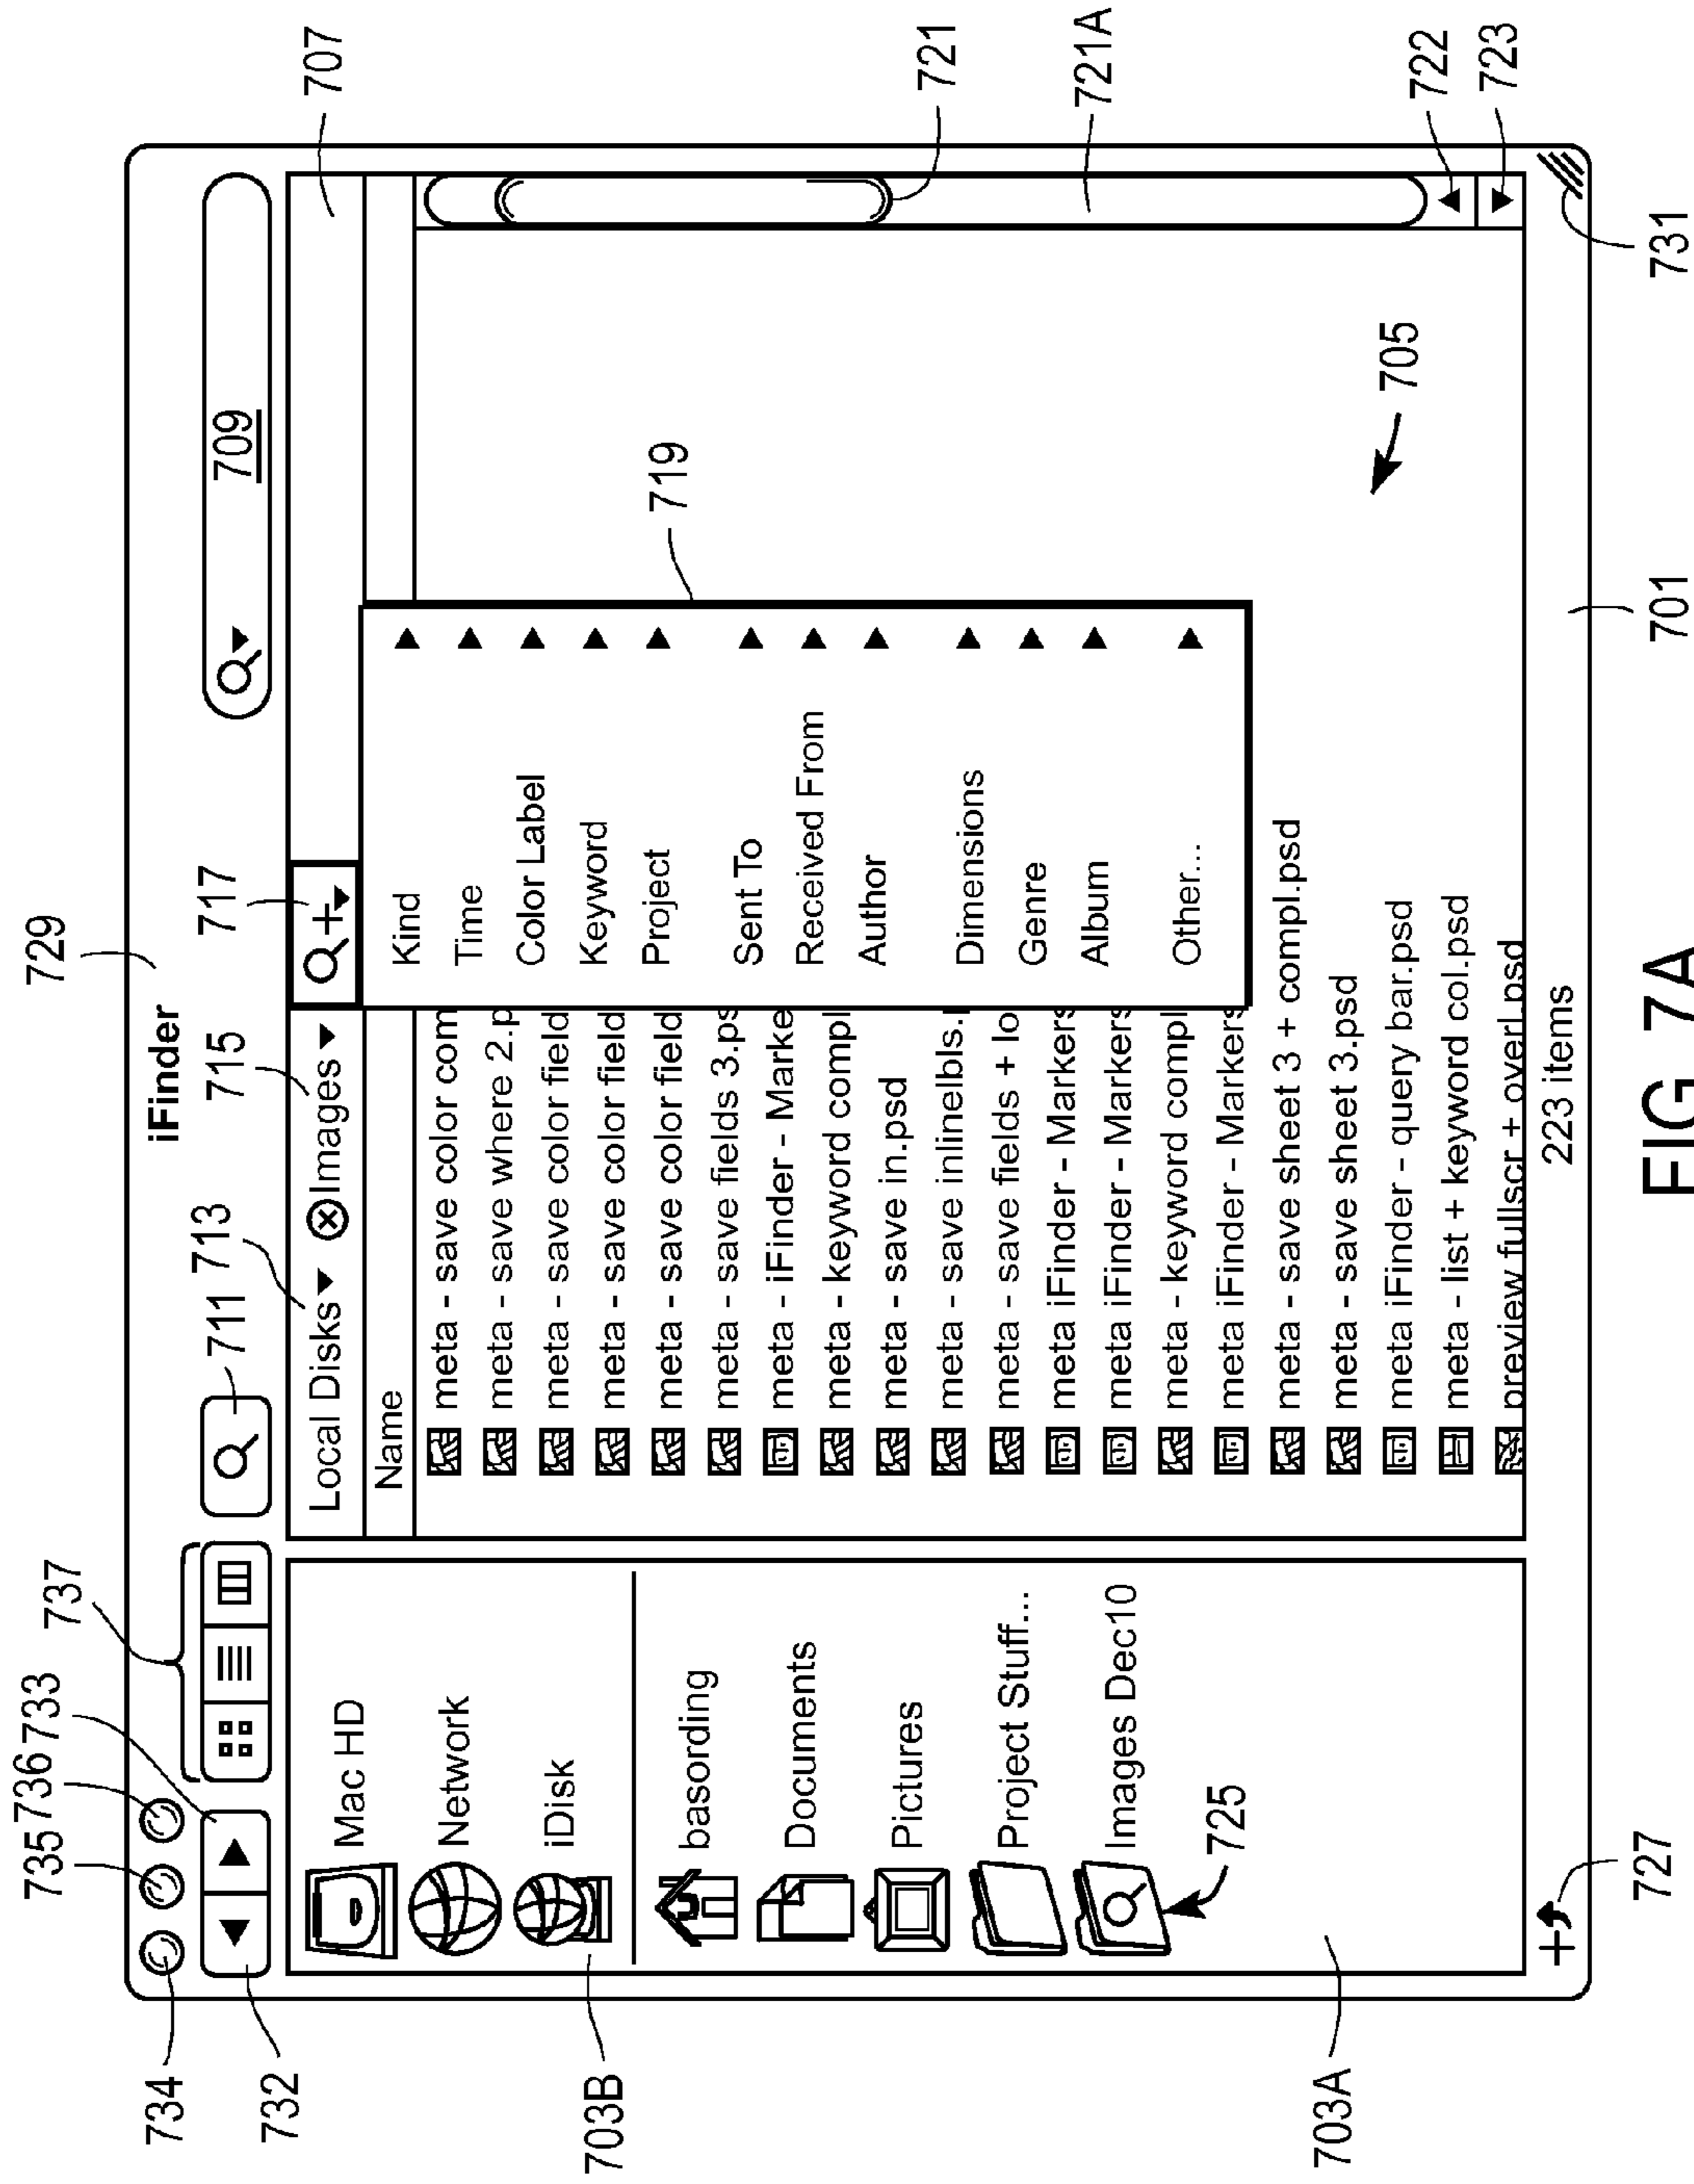 729
737
717
735 736 733
711 713 715
734
iFinder
732
709
707
Local Disks Images
Mac HD
Name
Kind
Network
meta - save color com
Time
meta - save where 2.p
Color Label
iDisk
meta - save color field
Keyword
703B
meta - save color field
Project
719
basording
meta - save color field
Sent To
meta - save fields 3.ps
Received From
Documents
meta - iFinder - Marke
Author
meta - keyword compl
721
Pictures
meta - save in.psd
Dimensions
meta - save inlinelbls.
Genre
Project Stuff...
meta - save fields + lo
Album
721A
meta iFinder - Markers
Images Dec10
meta iFinder - Markers
Other...
725
meta - keyword compl
meta iFinder - Markers
meta - save sheet 3 + compl.psd
703A
meta - save sheet 3.psd
705
meta iFinder - query bar.psd
722
meta - list + keyword col.psd
723
preview fullscr + overl.psd
223 items
727
701
731
FIG. 7A